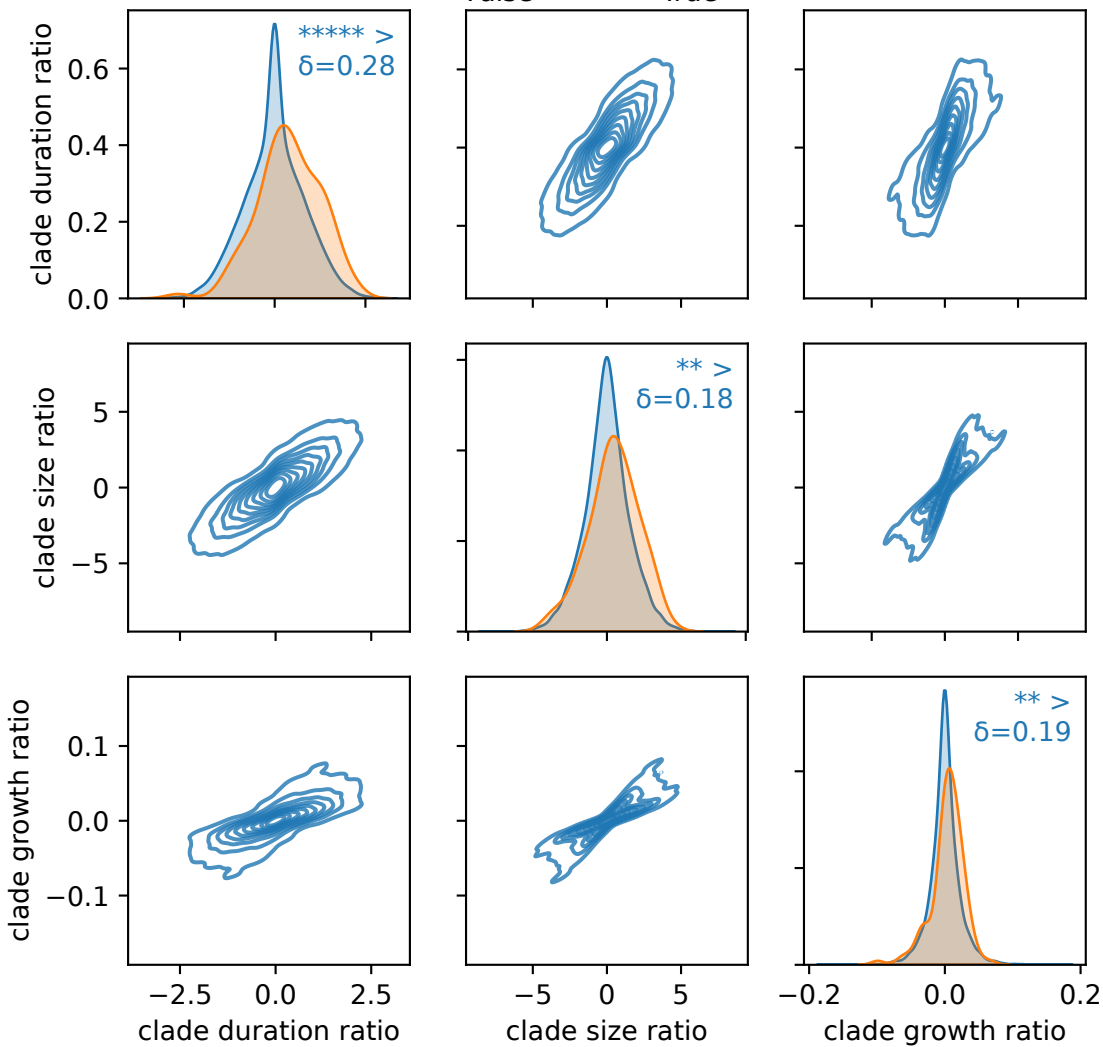 clade duration ratio
0.6
0.4
0.2
0.0
***** >
δ=0.28
clade size ratio
5
0
−5
** >
δ=0.18
clade growth ratio
0.1
0.0
−0.1
** >
δ=0.19
−2.5 0.0 2.5
−5 0 5
−0.2 0.0 0.2
clade duration ratio
clade size ratio
clade growth ratio